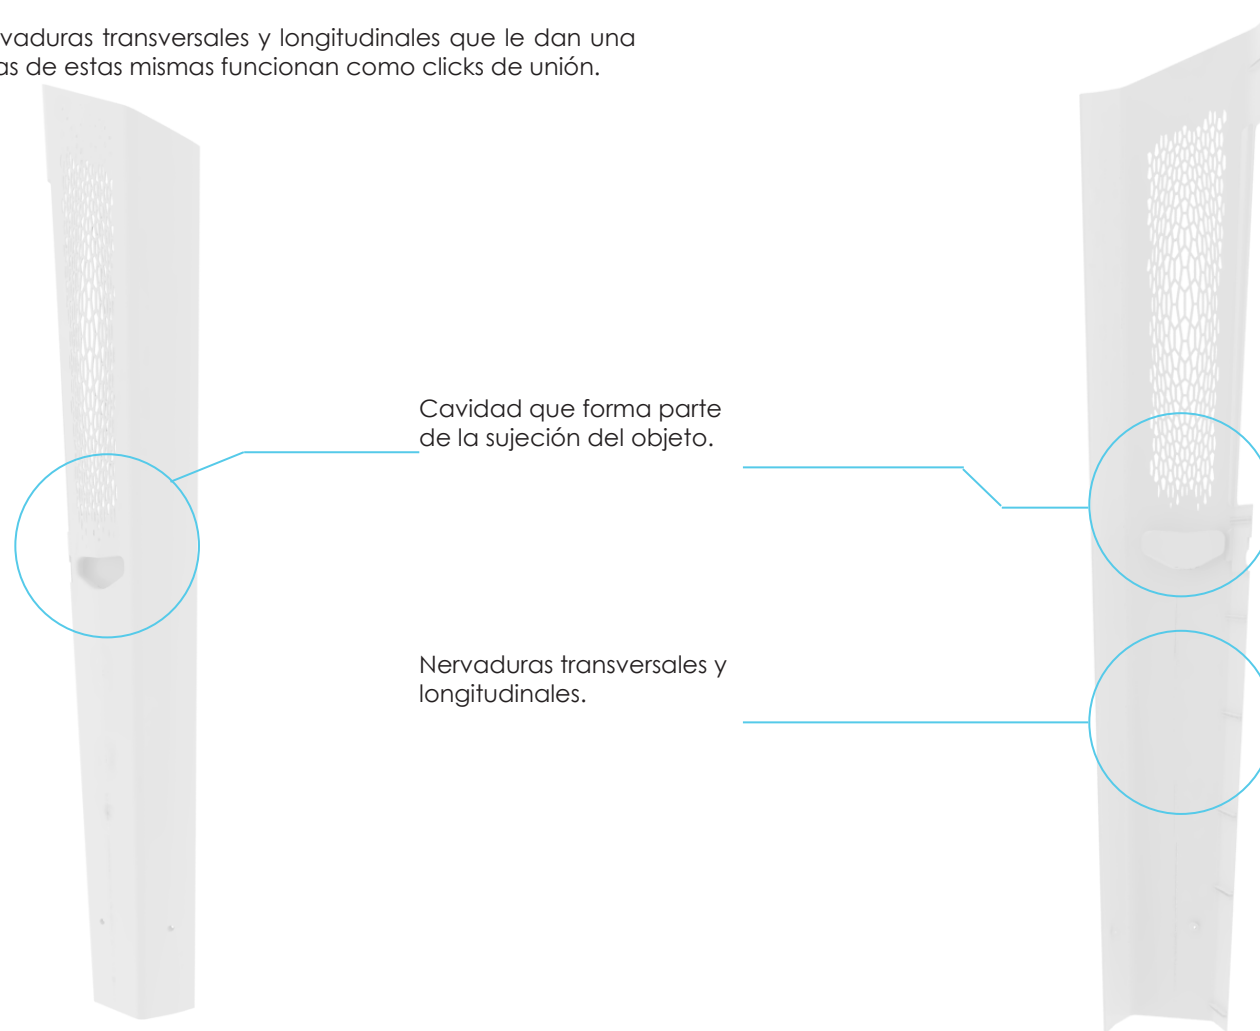 vaduras transversales y longitudinales que le dan una
as de estas mismas funcionan como clicks de unión.
Cavidad que forma parte
de la sujeción del objeto.
Nervaduras transversales y
longitudinales.